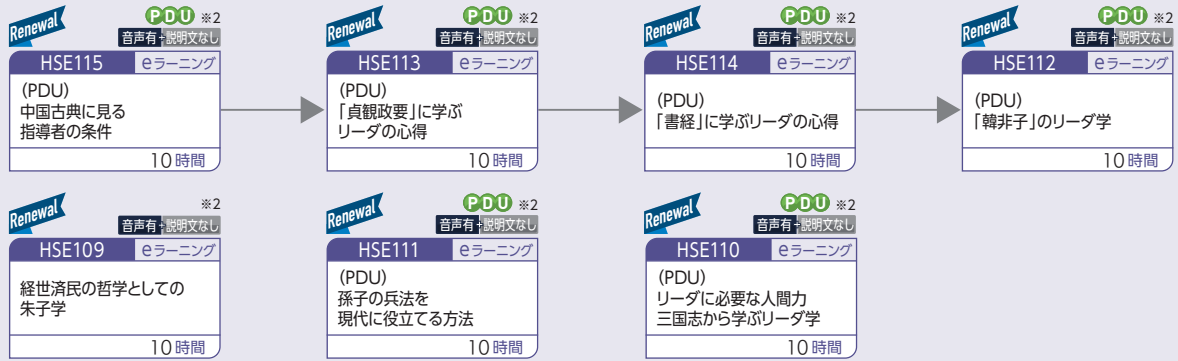 Renewal PDU ※2
音声有+説明文なし
HSE115 eラーニング
(PDU)
中国古典に見る
指導者の条件
10時間
Renewal PDU ※2
音声有+説明文なし
HSE113 eラーニング
(PDU)
「貞観政要」に学ぶ
リーダの心得
10時間
Renewal PDU ※2
音声有+説明文なし
HSE114 eラーニング
(PDU)
「書経」に学ぶリーダの心得
10時間
Renewal PDU ※2
音声有+説明文なし
HSE112 eラーニング
(PDU)
「韓非子」のリーダ学
10時間
Renewal ※2
音声有+説明文なし
HSE109 eラーニング
経世済民の哲学としての
朱子学
10時間
Renewal PDU ※2
音声有+説明文なし
HSE111 eラーニング
(PDU)
孫子の兵法を
現代に役立てる方法
10時間
Renewal PDU ※2
音声有+説明文なし
HSE110 eラーニング
(PDU)
リーダに必要な人間力
三国志から学ぶリーダ学
10時間